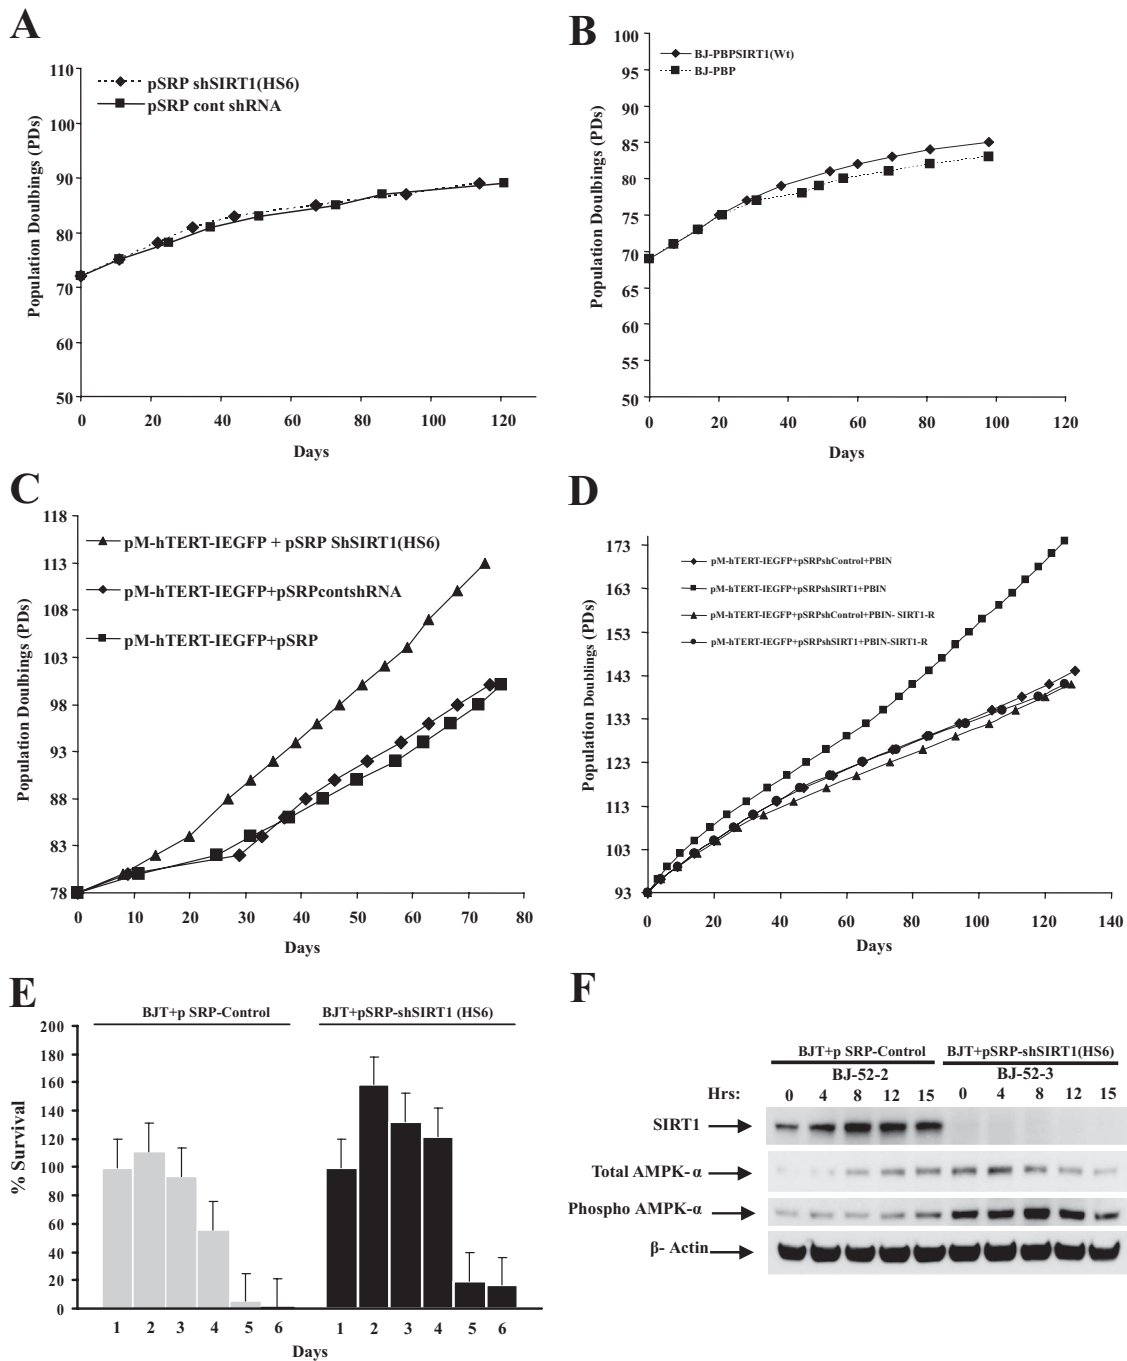 A
pSRP shSIRT1(HS6)
pSRP cont shRNA
Population Doulbings (PDs)
110
100
90
80
70
60
50
0 20 40 60 80 100 120
Days
B
BJ-PBPSIRT1(Wt)
BJ-PBP
Population Doulbings (PDs)
100
95
90
85
80
75
70
65
60
55
50
0 20 40 60 80 100 120
Days
C
pM-hTERT-IEGFP + pSRP ShSIRT1(HS6)
pM-hTERT-IEGFP+pSRPcontshRNA
pM-hTERT-IEGFP+pSRP
Population Doulbings (PDs)
118
113
108
103
98
93
88
83
78
0 10 20 30 40 50 60 70 80
Days
D
pM-hTERT-IEGFP+pSRPshControl+PBIN
pM-hTERT-IEGFP+pSRPshSIRT1+PBIN
pM-hTERT-IEGFP+pSRPshControl+PBIN- SIRT1-R
pM-hTERT-IEGFP+pSRPshSIRT1+PBIN-SIRT1-R
Population Doublings (PDs)
173
163
153
143
133
123
113
103
93
0 20 40 60 80 100 120 140
Days
E
BJT+p SRP-Control BJT+pSRP-shSIRT1 (HS6)
% Survival
200
180
160
140
120
100
80
60
40
20
0
1 2 3 4 5 6 1 2 3 4 5 6
Days
F
BJT+p SRP-Control BJT+pSRP-shSIRT1(HS6)
BJ-52-2 BJ-52-3
Hrs: 0 4 8 12 15 0 4 8 12 15
SIRT1
Total AMPK-α
Phospho AMPK-α
β- Actin